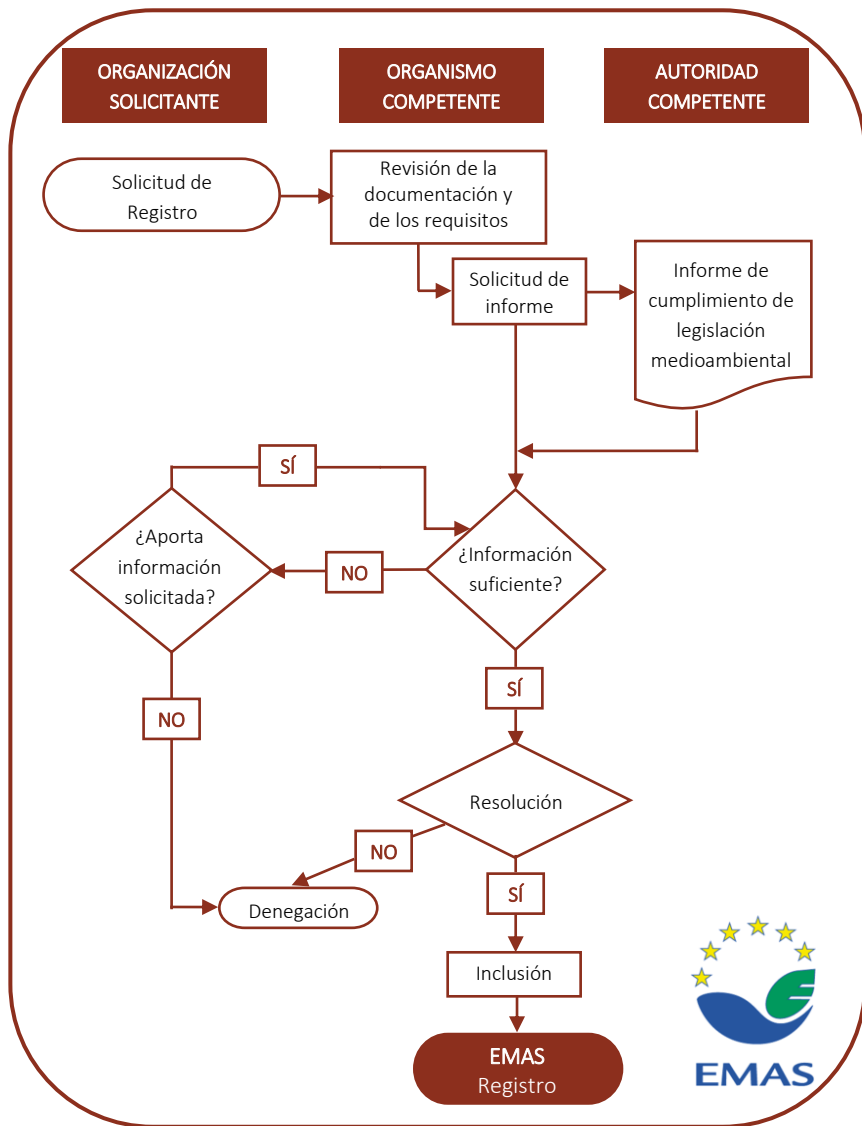 ORGANIZACIÓN
SOLICITANTE
ORGANISMO
COMPETENTE
AUTORIDAD
COMPETENTE
Solicitud de
Registro
Revisión de la
documentación y
de los requisitos
Solicitud de
informe
Informe de
cumplimiento de
legislación
medioambiental
SÍ
¿Aporta
información
solicitada?
NO
¿Información
suficiente?
SÍ
NO
Resolución
NO
SÍ
Denegación
Inclusión
EMAS
Registro
EMAS